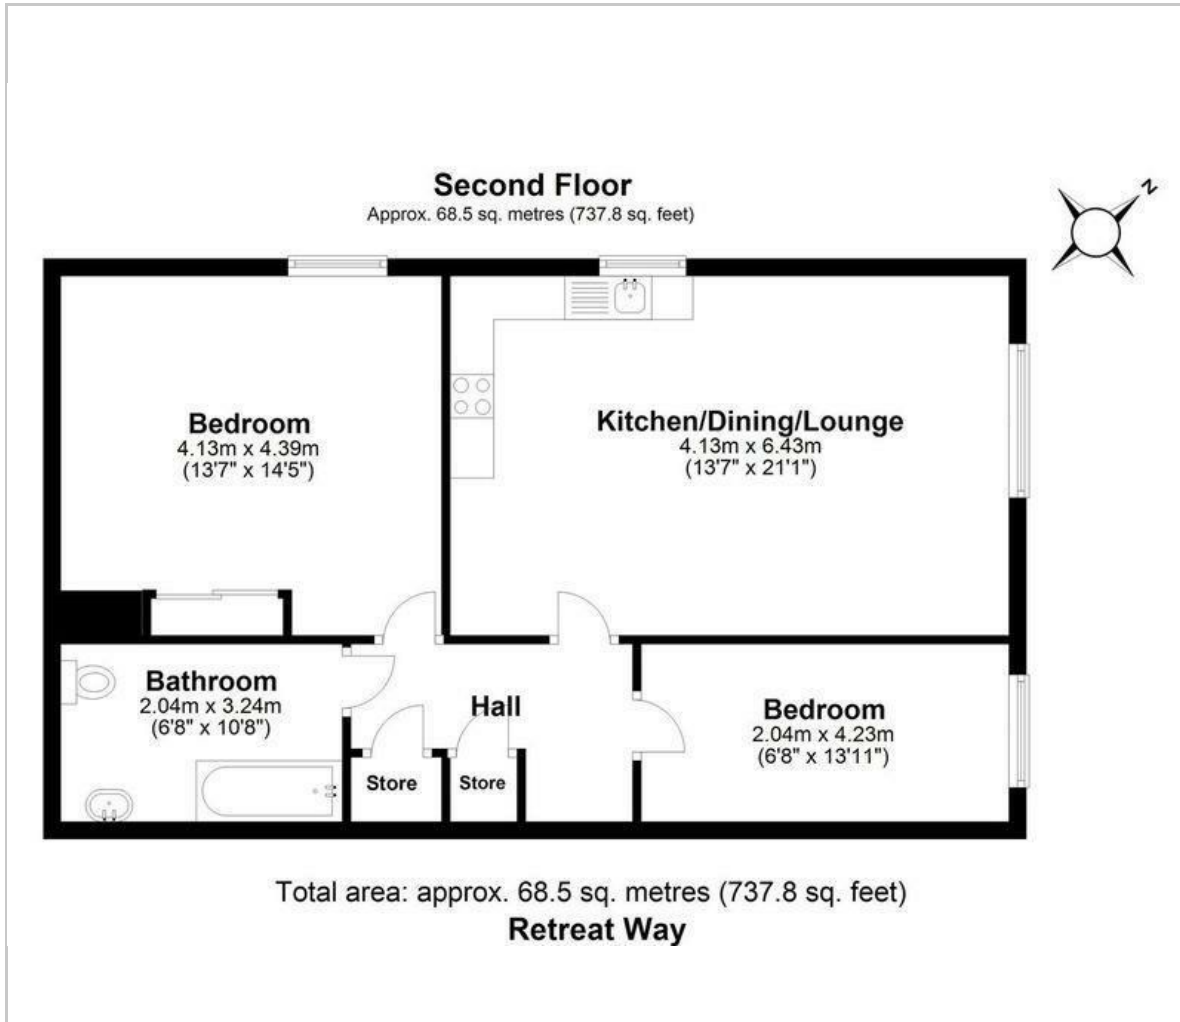 Second Floor
Approx. 68.5 sq. metres (737.8 sq. feet)
N
Bedroom
4.13m x 4.39m
(13'7" x 14'5")
Kitchen/Dining/Lounge
4.13m x 6.43m
(13'7" x 21'1")
Bathroom
2.04m x 3.24m
(6'8" x 10'8")
Hall
Bedroom
2.04m x 4.23m
(6'8" x 13'11")
Store
Store
Total area: approx. 68.5 sq. metres (737.8 sq. feet)
Retreat Way